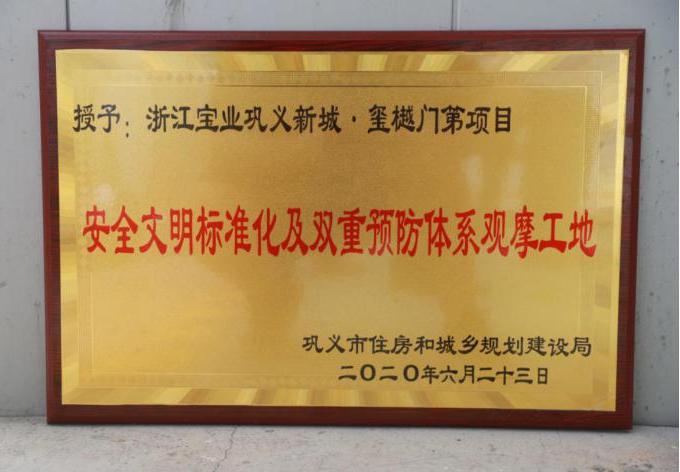 授予：浙江宝业巩义新城·玺樾门第项目
安全文明标准化及双重预防体系观摩工地
巩义市住房和城乡规划建设局
二〇二〇年六月二十三日